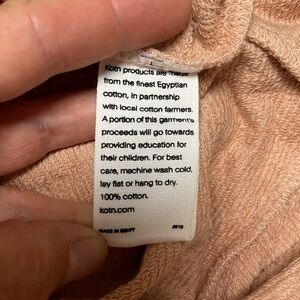 Kotn products are made
from the finest Egyptian
cotton, in partnership
with local cotton farmers.
A portion of this garment's
proceeds will go towards
providing education for
their children. For best
care, machine wash cold,
lay flat or hang to dry.
100% cotton.
kotn.com
MADE IN EGYPT